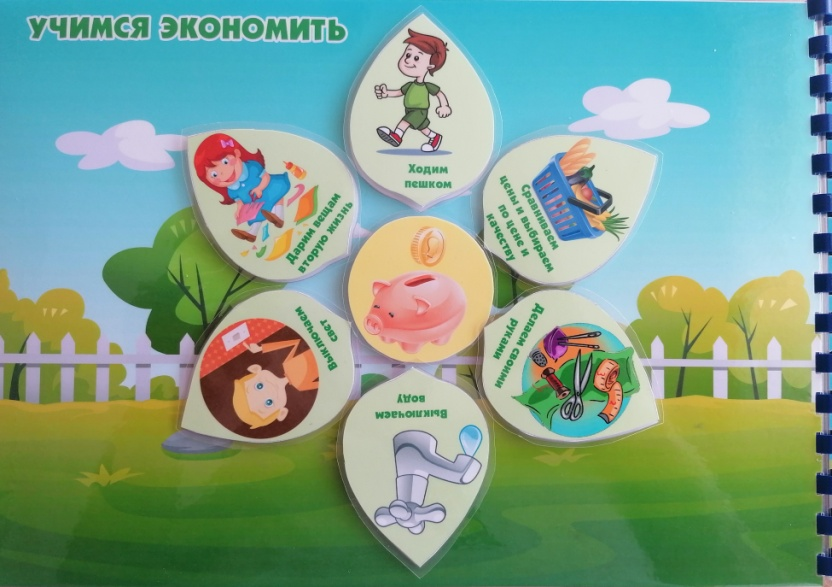 УЧИМСЯ ЭКОНОМИТЬ
Ходим
пешком
Сравниваем
цены и выбираем
по цене и
качеству
Делаем своими
руками
Выключаем
воду
Выключаем
свет
Дарим вещам
вторую жизнь